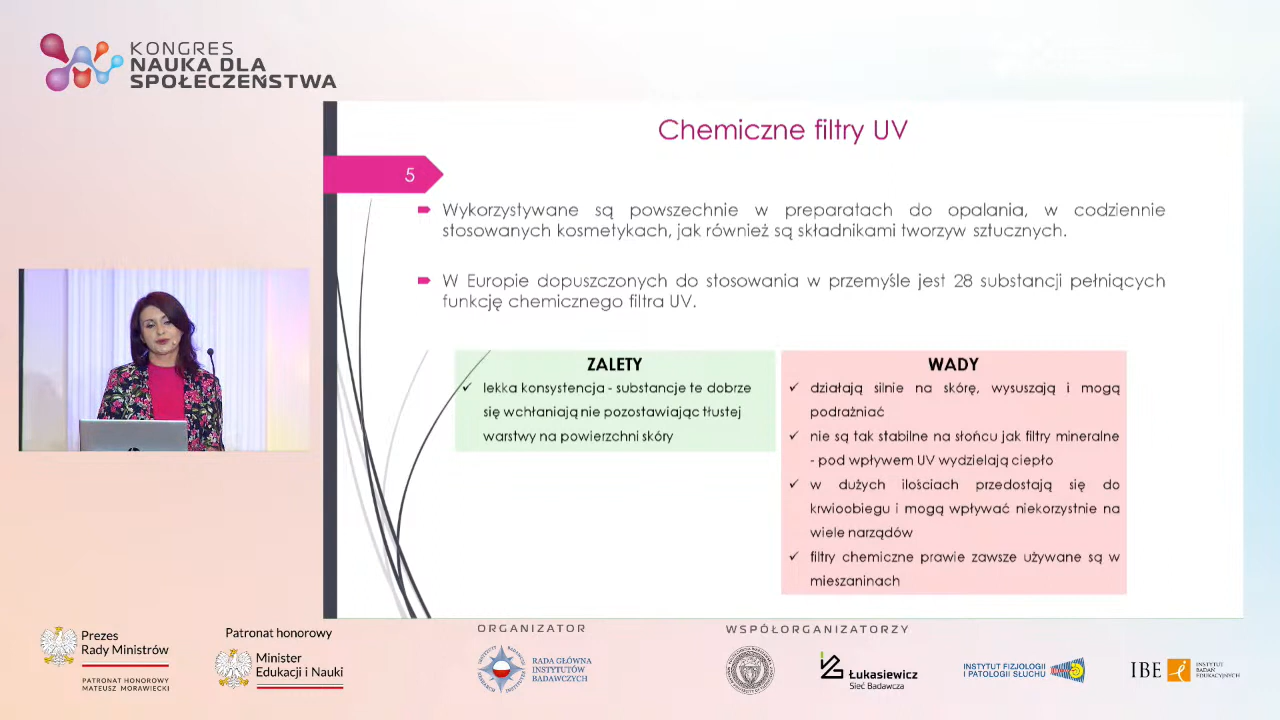 KONGRES
NAUKA DLA
SPOŁECZEŃSTWA
Chemiczne filtry UV
5
Wykorzystywane są powszechnie w preparatach do opalania, w codziennie
stosowanych kosmetykach, jak również są składnikami tworzyw sztucznych.
W Europie dopuszczonych do stosowania w przemyśle jest 28 substancji pełniących
funkcję chemicznego filtra UV.
ZALETY
lekka konsystencja - substancje te dobrze
się wchłaniają nie pozostawiając tłustej
warstwy na powierzchni skóry
WADY
działają silnie na skórę, wysuszają i mogą
podrażniać
nie są tak stabilne na słońcu jak filtry mineralne
- pod wpływem UV wydzielają ciepło
w dużych ilościach przedostają się do
krwioobiegu i mogą wpływać niekorzystnie na
wiele narządów
filtry chemiczne prawie zawsze używane są w
mieszaninach
Prezes
Rady Ministrów
PATRONAT HONOROWY
MATEUSZ MORAWIECKI
Patronat honorowy
Minister
Edukacji i Nauki
ORGANIZATOR
RADA GŁÓWNA
INSTYTUTÓW
BADAWCZYCH
WSPÓŁORGANIZATORZY
Łukasiewicz
Sieć Badawcza
INSTYTUT FIZJOLOGII
I PATOLOGII SŁUCHU
IBE
INSTYTUT
BADAŃ
EDUKACYJNYCH